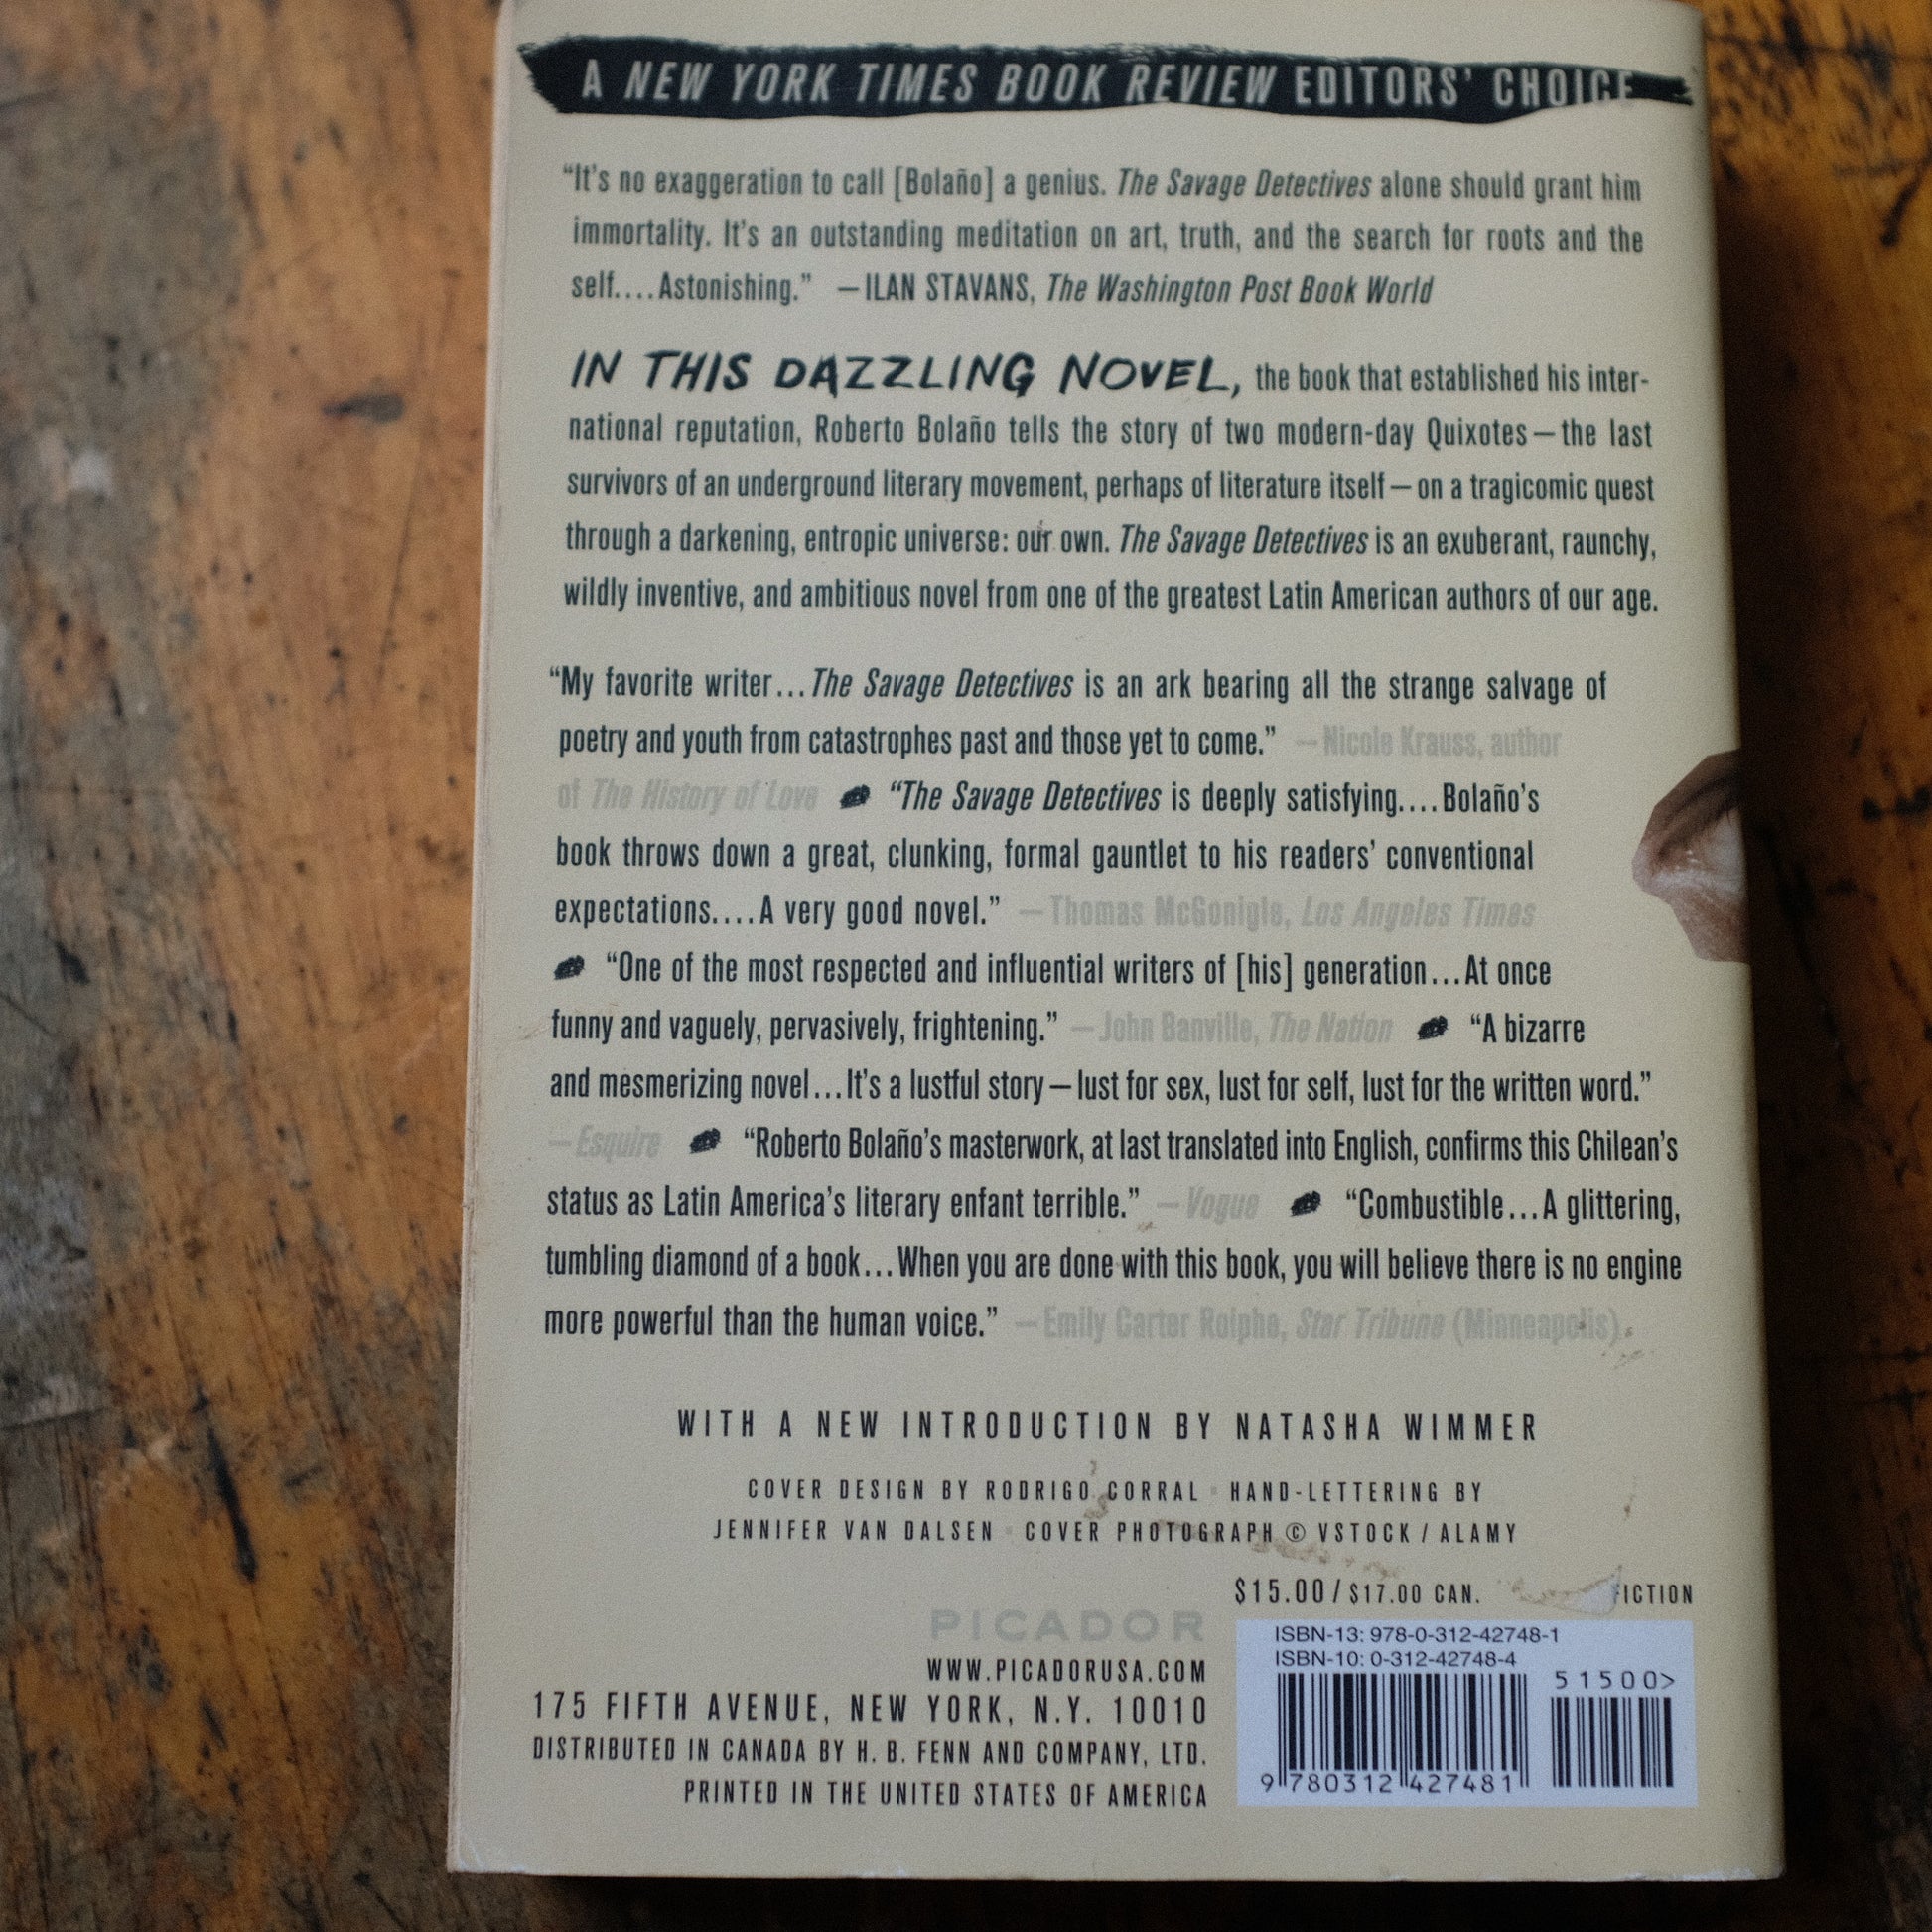 A NEW YORK TIMES BOOK REVIEW EDITORS' CHOICE
“It's no exaggeration to call [Bolaño] a genius. The Savage Detectives alone should grant him
immortality. It's an outstanding meditation on art, truth, and the search for roots and the
self....Astonishing.” —ILAN STAVANS, The Washington Post Book World
IN THIS DAZZLING NOVEL, the book that established his inter-
national reputation, Roberto Bolaño tells the story of two modern-day Quixotes—the last
survivors of an underground literary movement, perhaps of literature itself—on a tragicomic quest
through a darkening, entropic universe: our own. The Savage Detectives is an exuberant, raunchy,
wildly inventive, and ambitious novel from one of the greatest Latin American authors of our age.
“My favorite writer...The Savage Detectives is an ark bearing all the strange salvage of
poetry and youth from catastrophes past and those yet to come.” —Nicole Krauss, author
of The History of Love “The Savage Detectives is deeply satisfying....Bolaño's
book throws down a great, clunking, formal gauntlet to his readers' conventional
expectations....A very good novel.” —Thomas McGonigle, Los Angeles Times
“One of the most respected and influential writers of [his] generation...At once
funny and vaguely, pervasively, frightening.” —John Banville, The Nation “A bizarre
and mesmerizing novel...It's a lustful story—lust for sex, lust for self, lust for the written word.”
—Esquire “Roberto Bolaño's masterwork, at last translated into English, confirms this Chilean's
status as Latin America's literary enfant terrible.” —Vogue “Combustible...A glittering,
tumbling diamond of a book...When you are done with this book, you will believe there is no engine
more powerful than the human voice.” —Emily Carter Roiphe, Star Tribune (Minneapolis)
WITH A NEW INTRODUCTION BY NATASHA WIMMER
COVER DESIGN BY RODRIGO CORRAL HAND-LETTERING BY
JENNIFER VAN DALSEN COVER PHOTOGRAPH © VSTOCK / ALAMY
$15.00 / $17.00 CAN. FICTION
PICADOR
WWW.PICADORUSA.COM
175 FIFTH AVENUE, NEW YORK, N.Y. 10010
DISTRIBUTED IN CANADA BY H. B. FENN AND COMPANY, LTD.
PRINTED IN THE UNITED STATES OF AMERICA
ISBN-13: 978-0-312-42748-1
ISBN-10: 0-312-42748-4
51500>
9 780312 427481